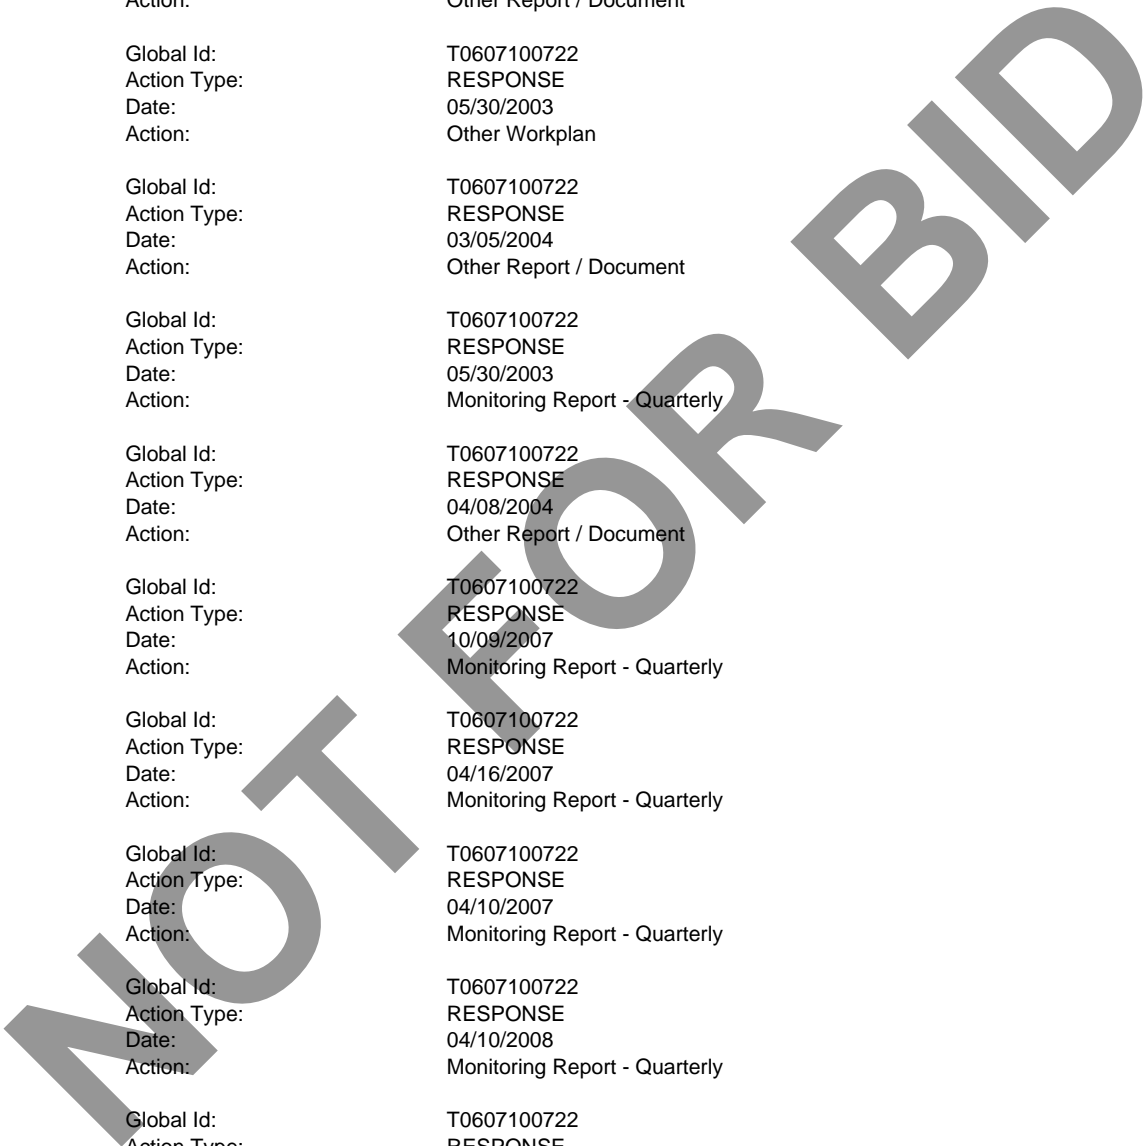 Action: Other Report / Document
Global Id: T0607100722
Action Type: RESPONSE
Date: 05/30/2003
Action: Other Workplan
Global Id: T0607100722
Action Type: RESPONSE
Date: 03/05/2004
Action: Other Report / Document
Global Id: T0607100722
Action Type: RESPONSE
Date: 05/30/2003
Action: Monitoring Report - Quarterly
Global Id: T0607100722
Action Type: RESPONSE
Date: 04/08/2004
Action: Other Report / Document
Global Id: T0607100722
Action Type: RESPONSE
Date: 10/09/2007
Action: Monitoring Report - Quarterly
Global Id: T0607100722
Action Type: RESPONSE
Date: 04/16/2007
Action: Monitoring Report - Quarterly
Global Id: T0607100722
Action Type: RESPONSE
Date: 04/10/2007
Action: Monitoring Report - Quarterly
Global Id: T0607100722
Action Type: RESPONSE
Date: 04/10/2008
Action: Monitoring Report - Quarterly
Global Id: T0607100722
Action Type: RESPONSE
NOT FOR BID